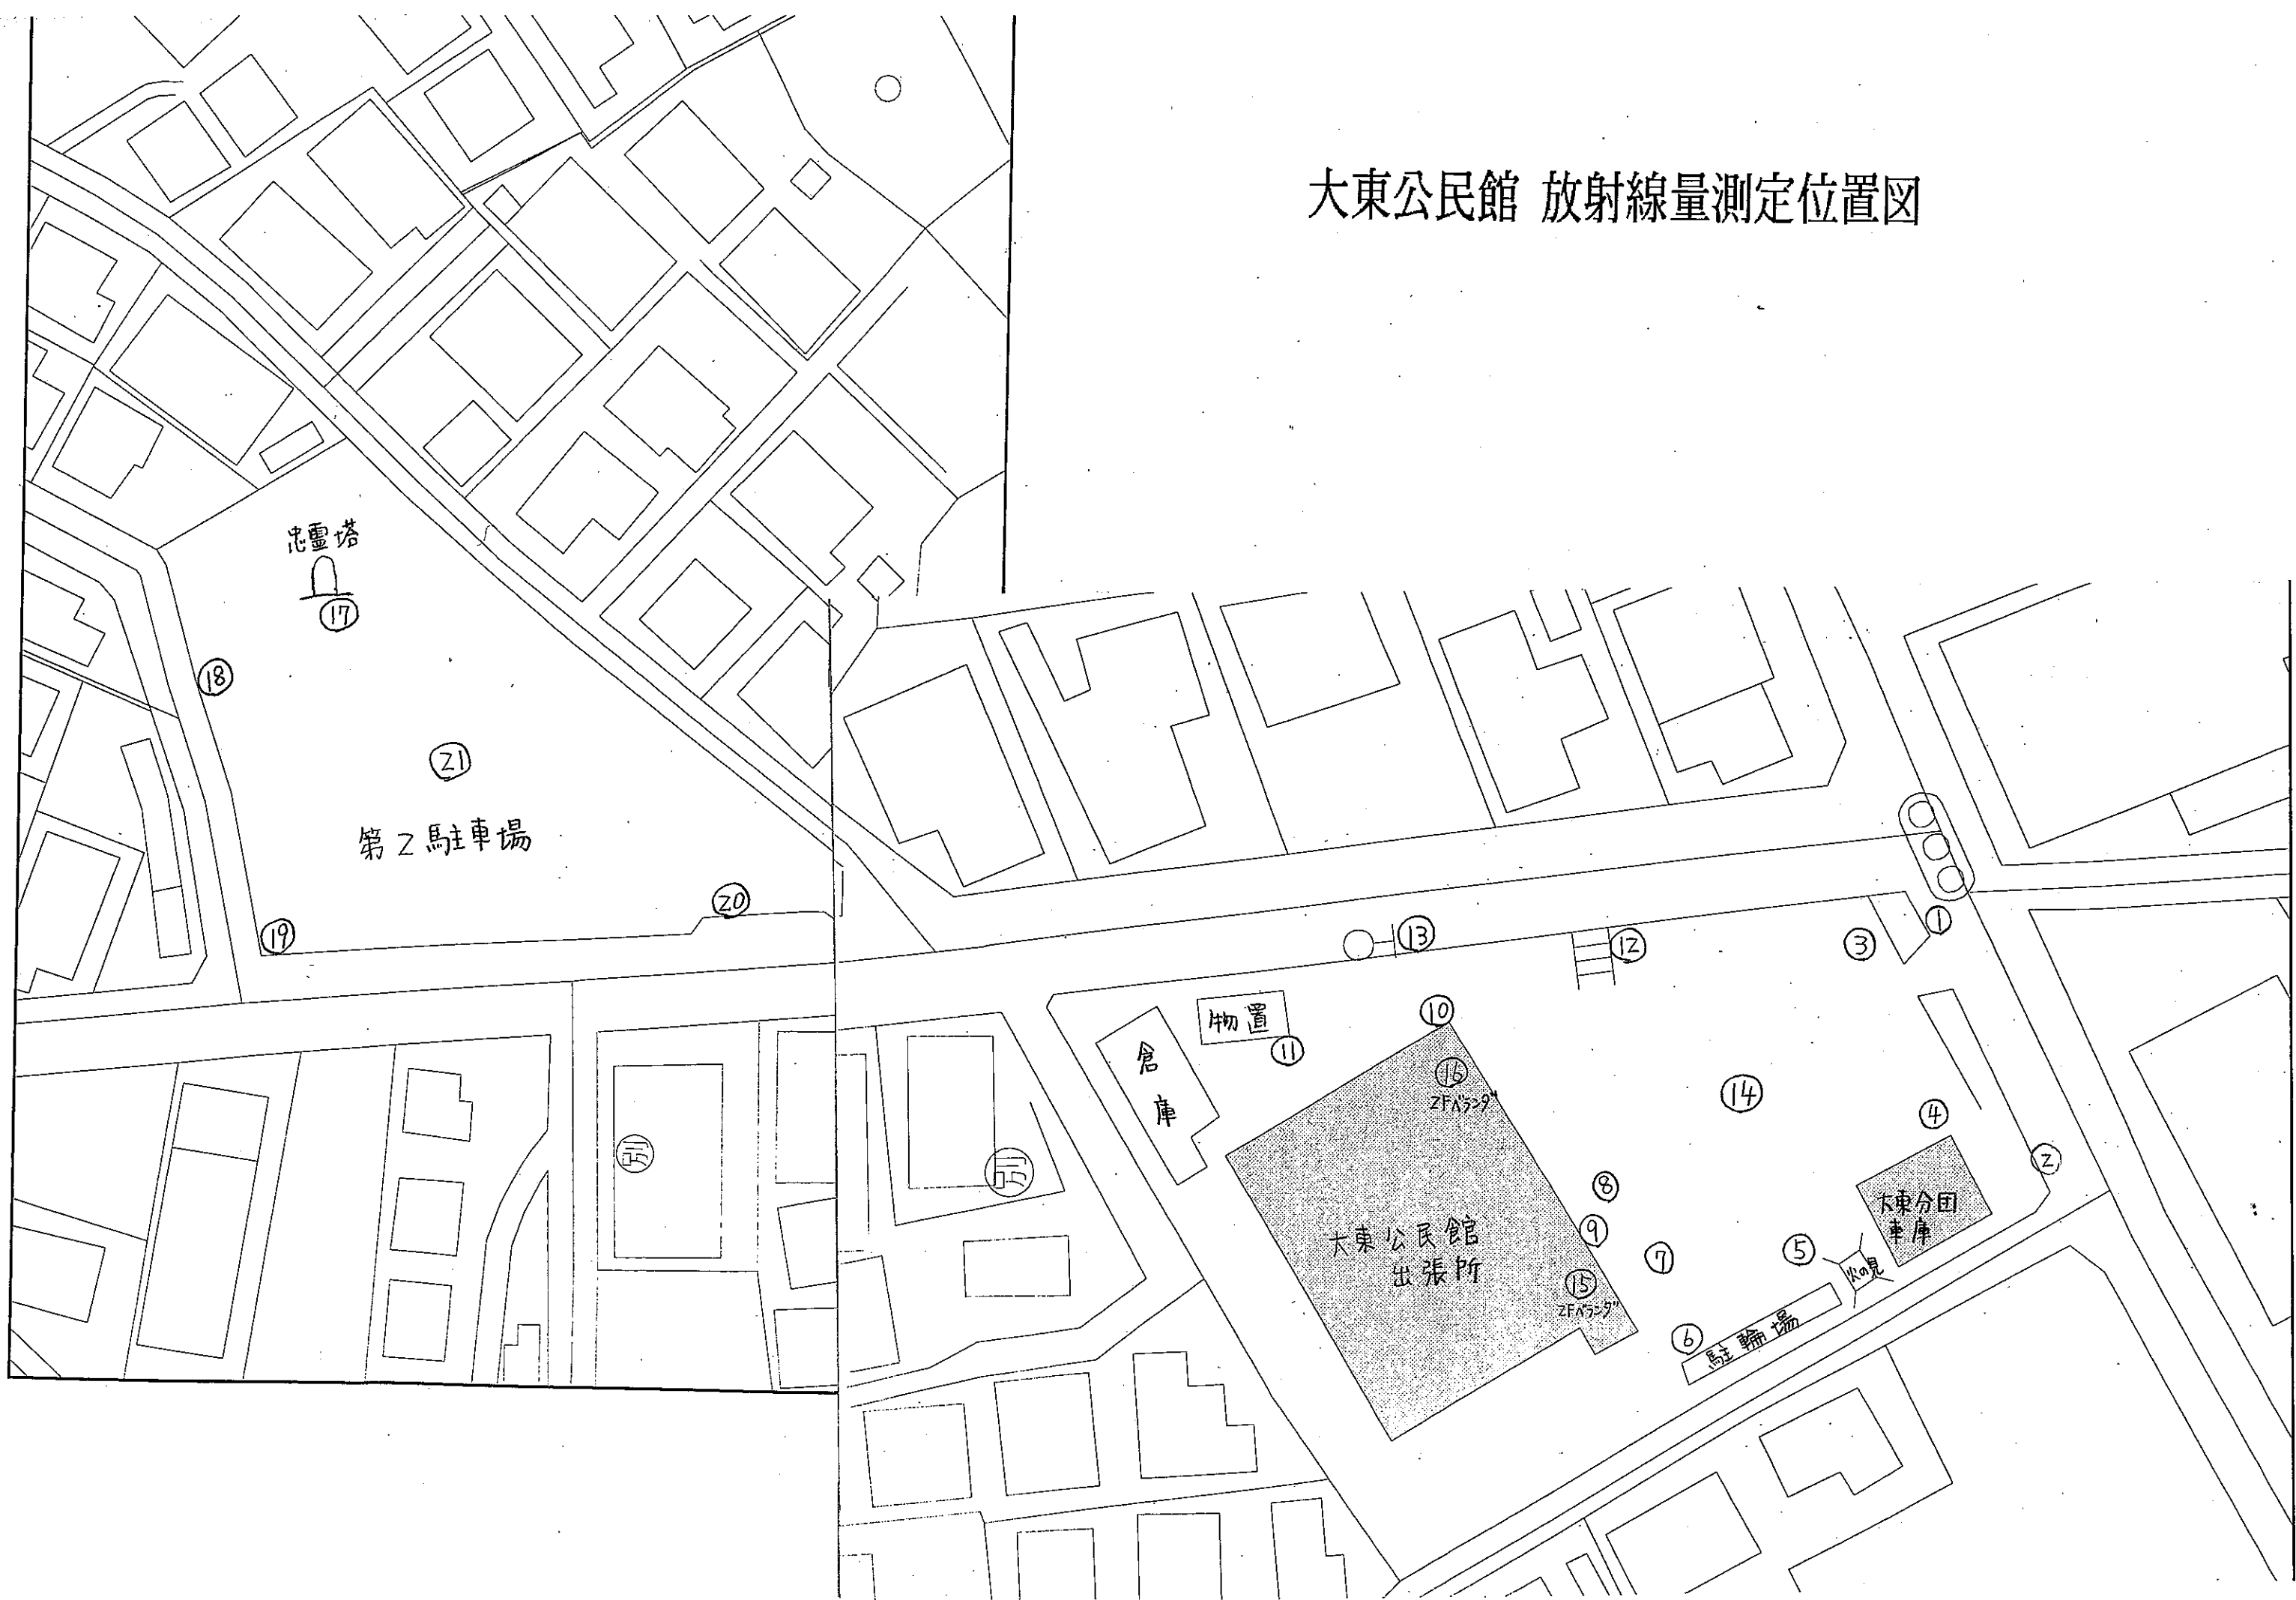 大東公民館 放射線量測定位置図
忠霊塔
⑰
⑱
㉑
第2駐車場
⑳
⑲
⑬
⑫
③
①
物置
⑪
⑩
倉庫
⑯
2Fベランダ
⑭
④
②
大東分団
車庫
⑧
⑨
⑦
⑤
火の見
大東公民館
出張所
⑮
2Fベランダ
⑥
駐輪場